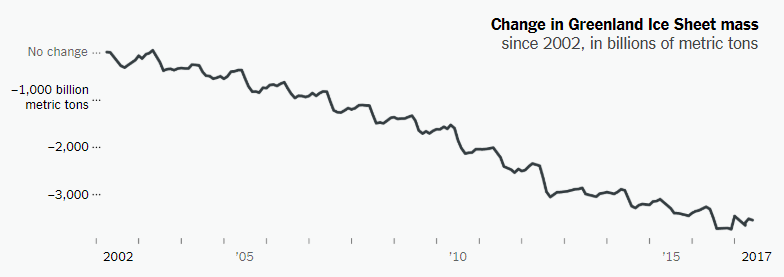 Change in Greenland Ice Sheet mass
since 2002, in billions of metric tons
No change
−1,000 billion
metric tons
−2,000
−3,000
2002 ’05 ’10 ’15 2017